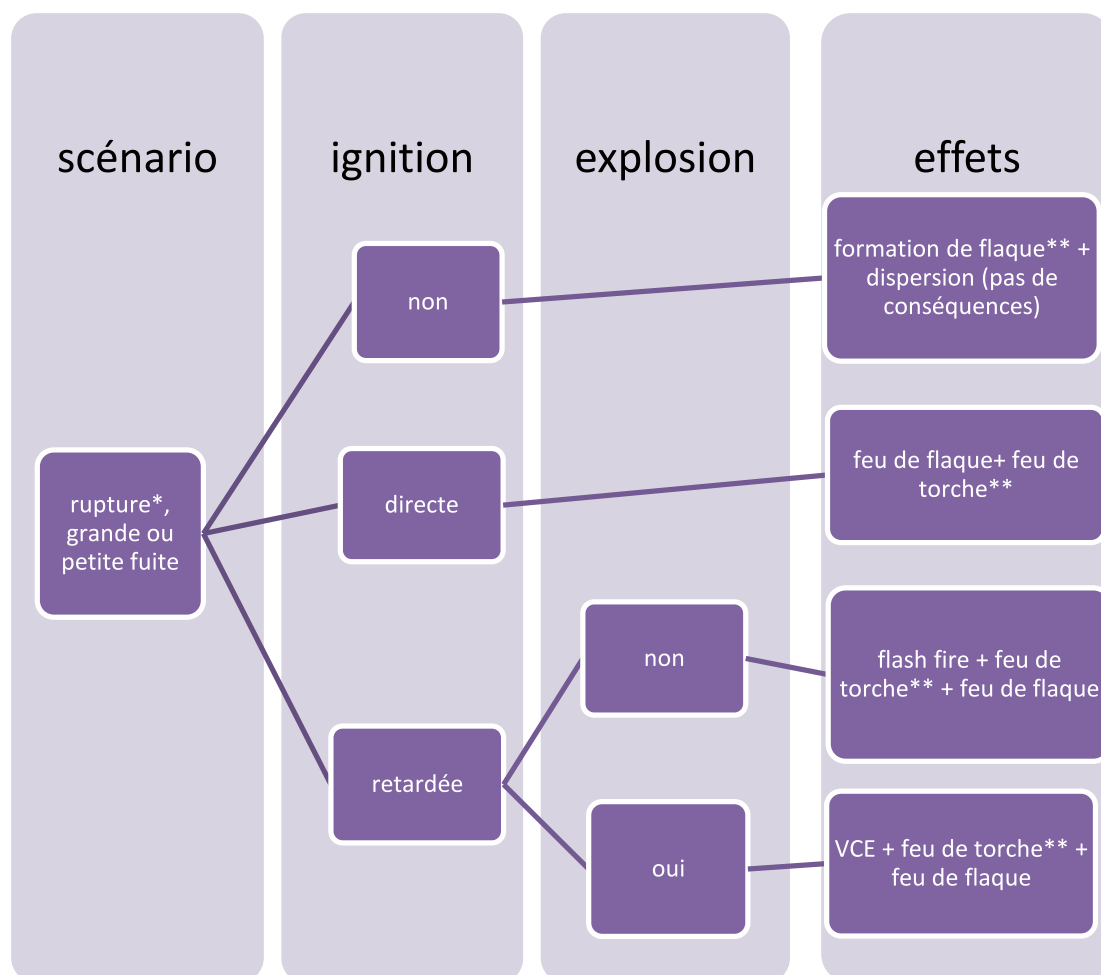 scénario
ignition
explosion
effets
non
formation de flaque** +
dispersion (pas de
conséquences)
rupture*,
grande ou
petite fuite
directe
feu de flaque+ feu de
torche**
non
flash fire + feu de
torche** + feu de flaque
retardée
oui
VCE + feu de torche** +
feu de flaque